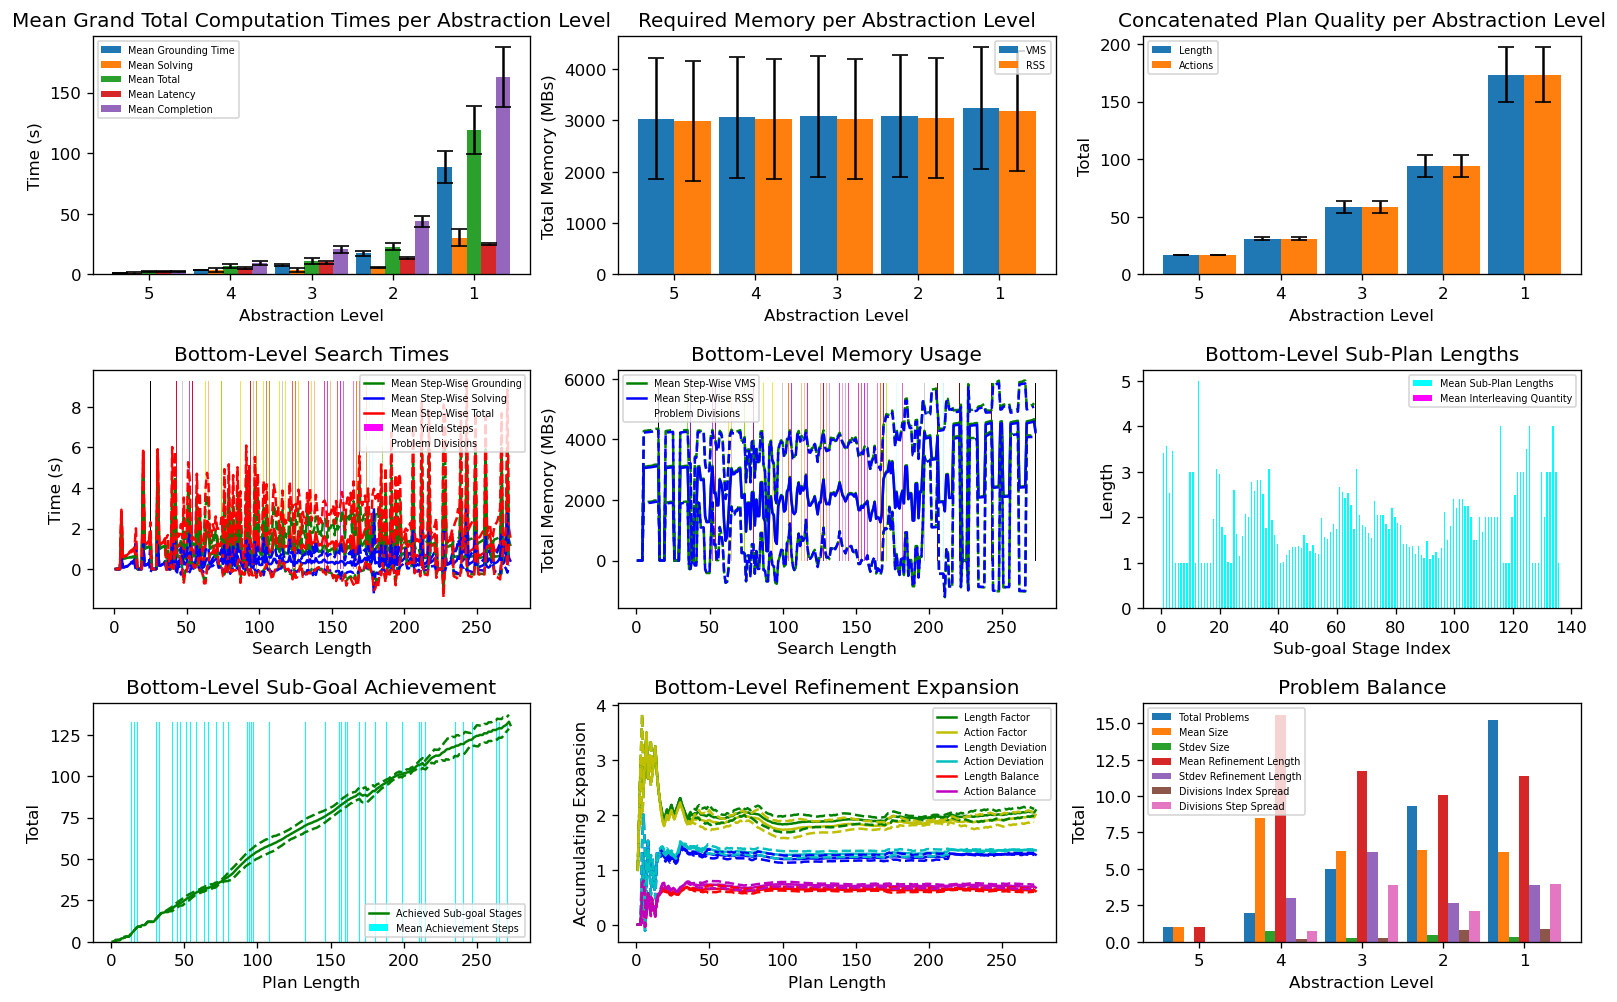 Mean Grand Total Computation Times per Abstraction Level
Time (s)
150
100
50
0
Mean Grounding Time
Mean Solving
Mean Total
Mean Latency
Mean Completion
5 4 3 2 1
Abstraction Level
Required Memory per Abstraction Level
Total Memory (MBs)
4000
3000
2000
1000
0
VMS
RSS
5 4 3 2 1
Abstraction Level
Concatenated Plan Quality per Abstraction Level
Total
200
150
100
50
0
Length
Actions
5 4 3 2 1
Abstraction Level
Bottom-Level Search Times
Time (s)
8
6
4
2
0
Mean Step-Wise Grounding
Mean Step-Wise Solving
Mean Step-Wise Total
Mean Yield Steps
Problem Divisions
0 50 100 150 200 250
Search Length
Bottom-Level Memory Usage
Total Memory (MBs)
6000
4000
2000
0
Mean Step-Wise VMS
Mean Step-Wise RSS
Problem Divisions
0 50 100 150 200 250
Search Length
Bottom-Level Sub-Plan Lengths
Length
5
4
3
2
1
0
Mean Sub-Plan Lengths
Mean Interleaving Quantity
0 20 40 60 80 100 120 140
Sub-goal Stage Index
Bottom-Level Sub-Goal Achievement
Total
125
100
75
50
25
0
Achieved Sub-goal Stages
Mean Achievement Steps
0 50 100 150 200 250
Plan Length
Bottom-Level Refinement Expansion
Accumulating Expansion
4
3
2
1
0
Length Factor
Action Factor
Length Deviation
Action Deviation
Length Balance
Action Balance
0 50 100 150 200 250
Plan Length
Problem Balance
Total
15.0
12.5
10.0
7.5
5.0
2.5
0.0
Total Problems
Mean Size
Stdev Size
Mean Refinement Length
Stdev Refinement Length
Divisions Index Spread
Divisions Step Spread
5 4 3 2 1
Abstraction Level